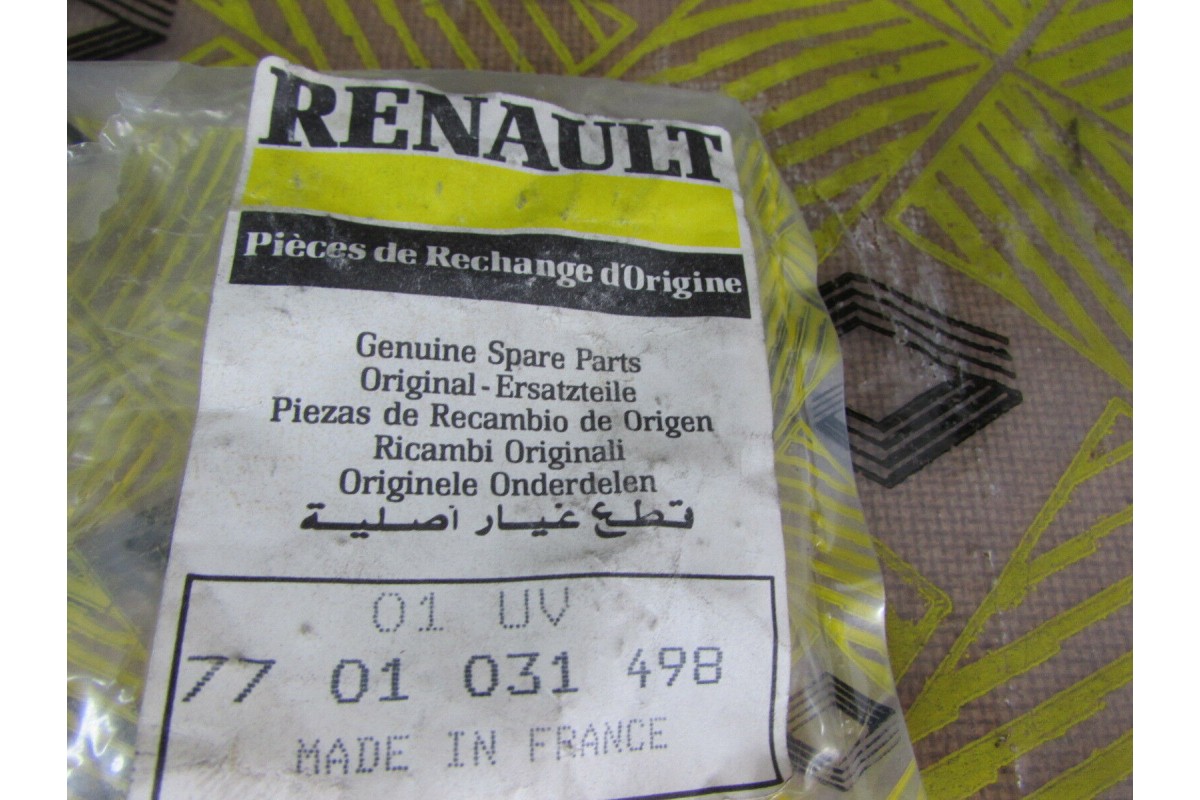 RENAULT
Pièces de Rechange d'Origine
Genuine Spare Parts
Original-Ersatzteile
Piezas de Recambio de Origen
Ricambi Originali
Originele Onderdelen
قطع غيار أصلية
01 UV
77 01 031 498
MADE IN FRANCE